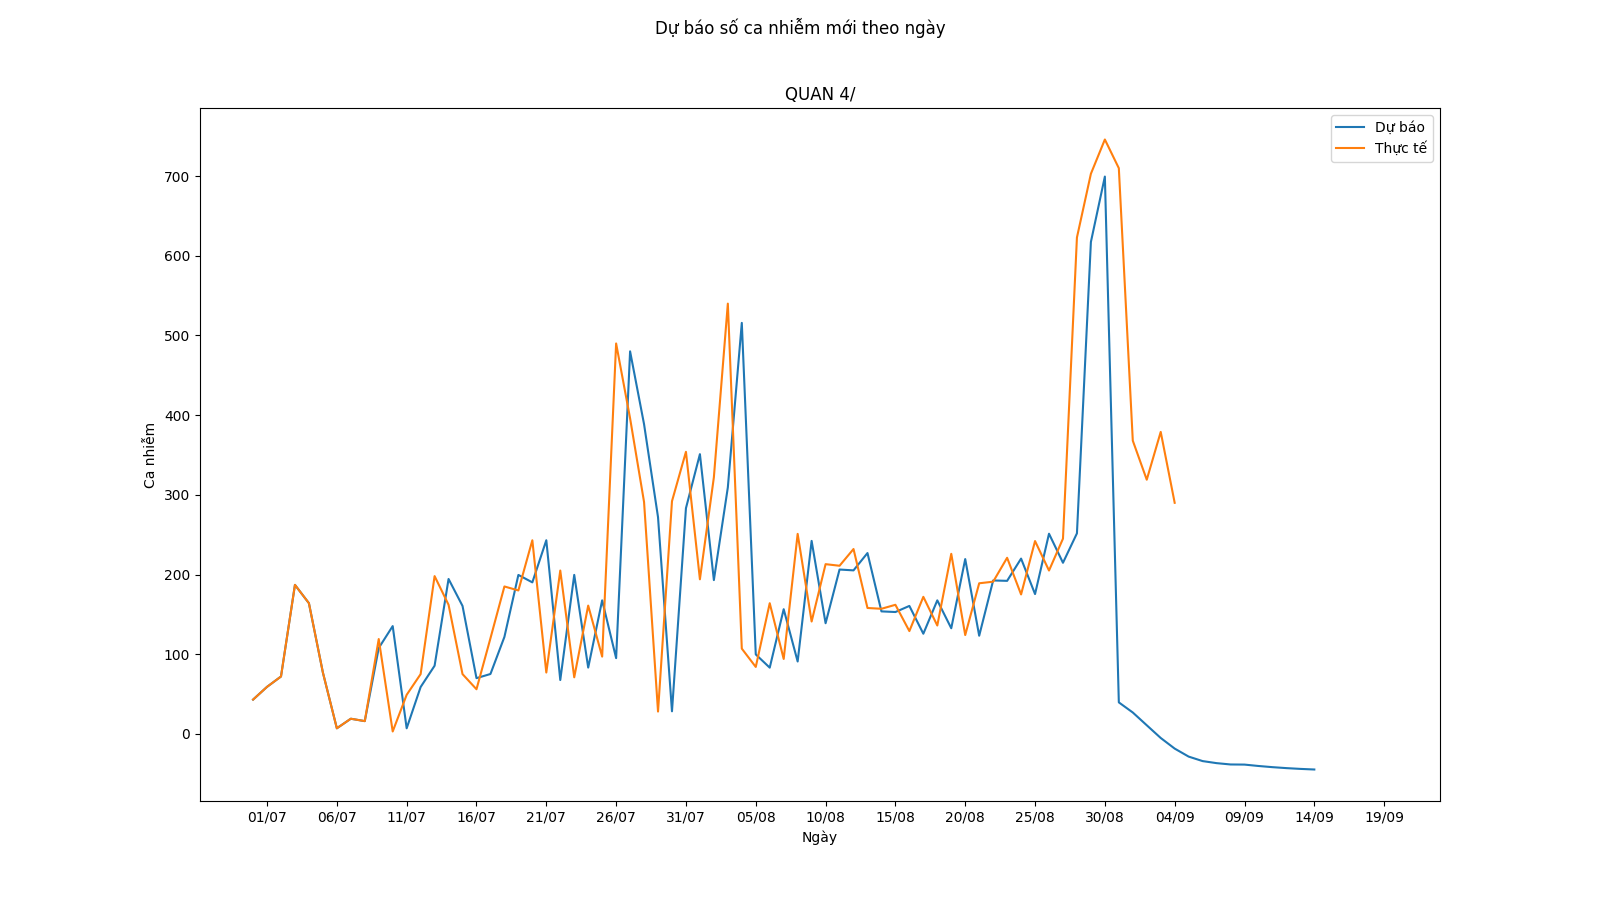 Dự báo số ca nhiễm mới theo ngày
QUAN 4/
Dự báo
Thực tế
700
600
500
400
300
200
100
0
Ca nhiễm
01/07 06/07 11/07 16/07 21/07 26/07 31/07 05/08 10/08 15/08 20/08 25/08 30/08 04/09 09/09 14/09 19/09
Ngày